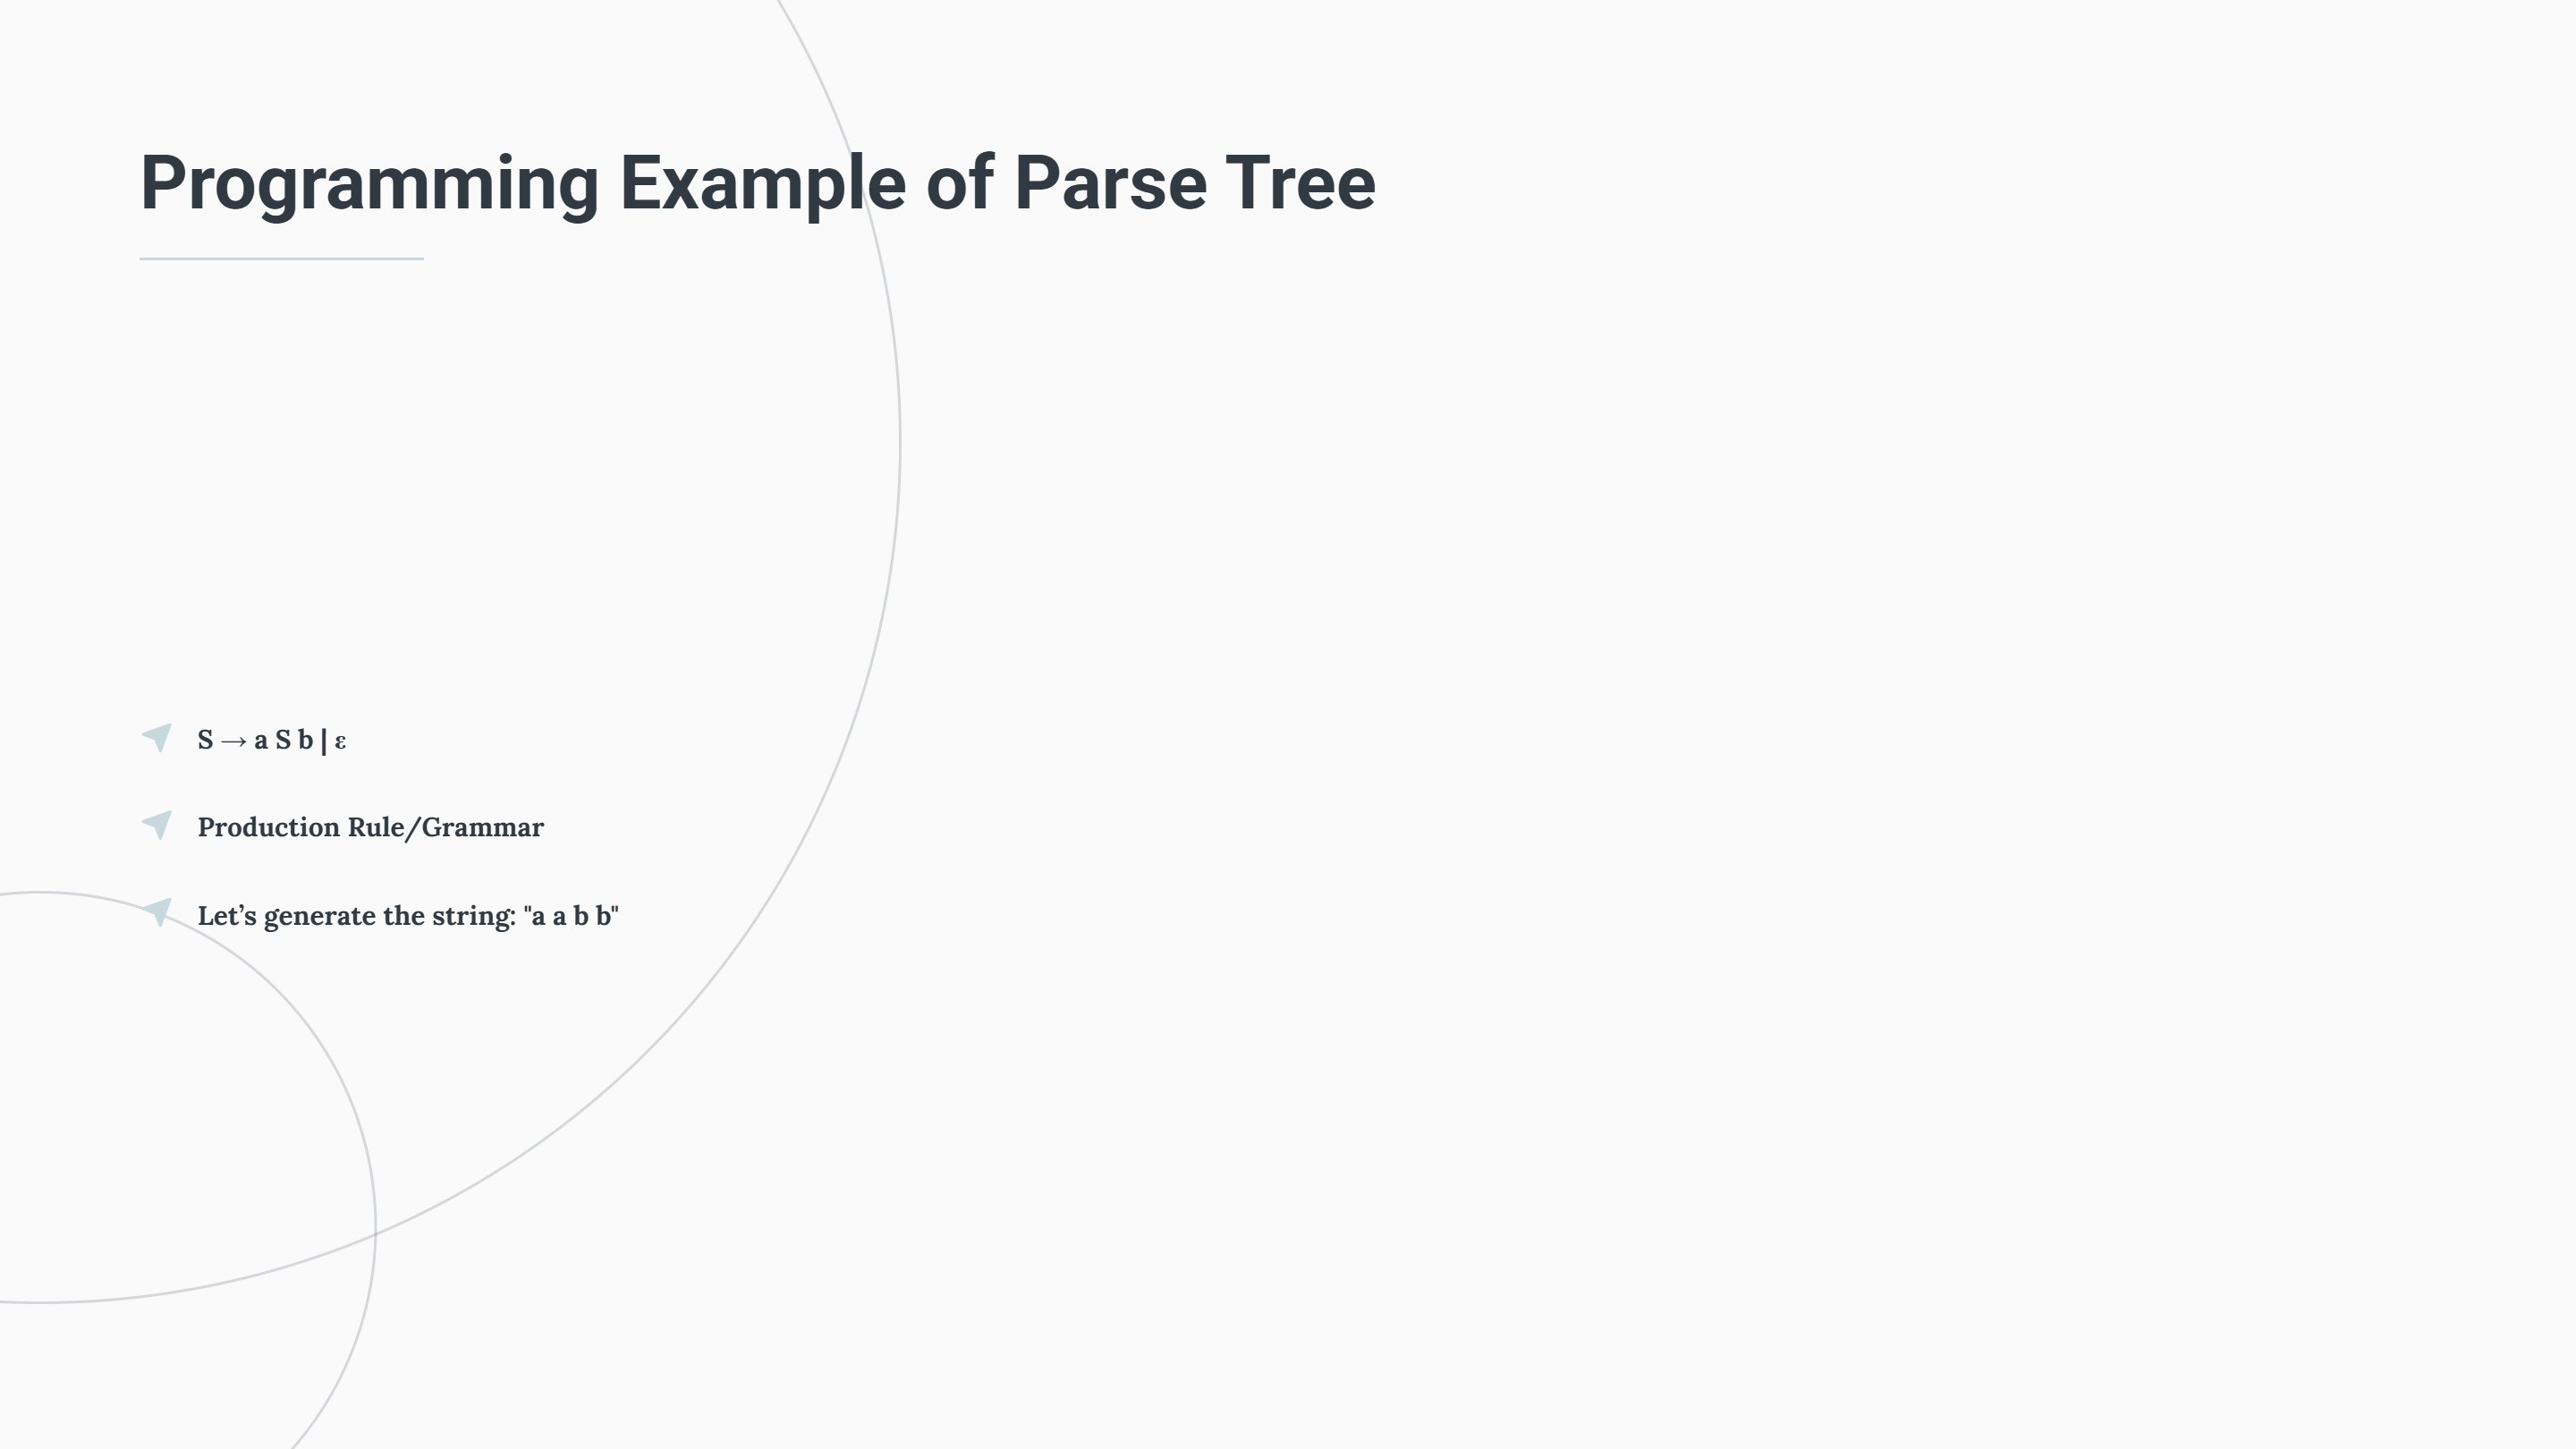 Programming Example of Parse Tree
S → a S b | ε
Production Rule/Grammar
Let’s generate the string: "a a b b"